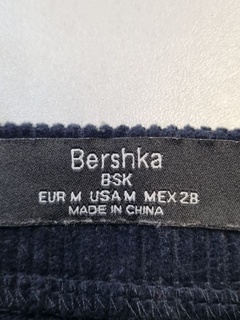 Bershka
BSK
EUR M USA M MEX 28
MADE IN CHINA